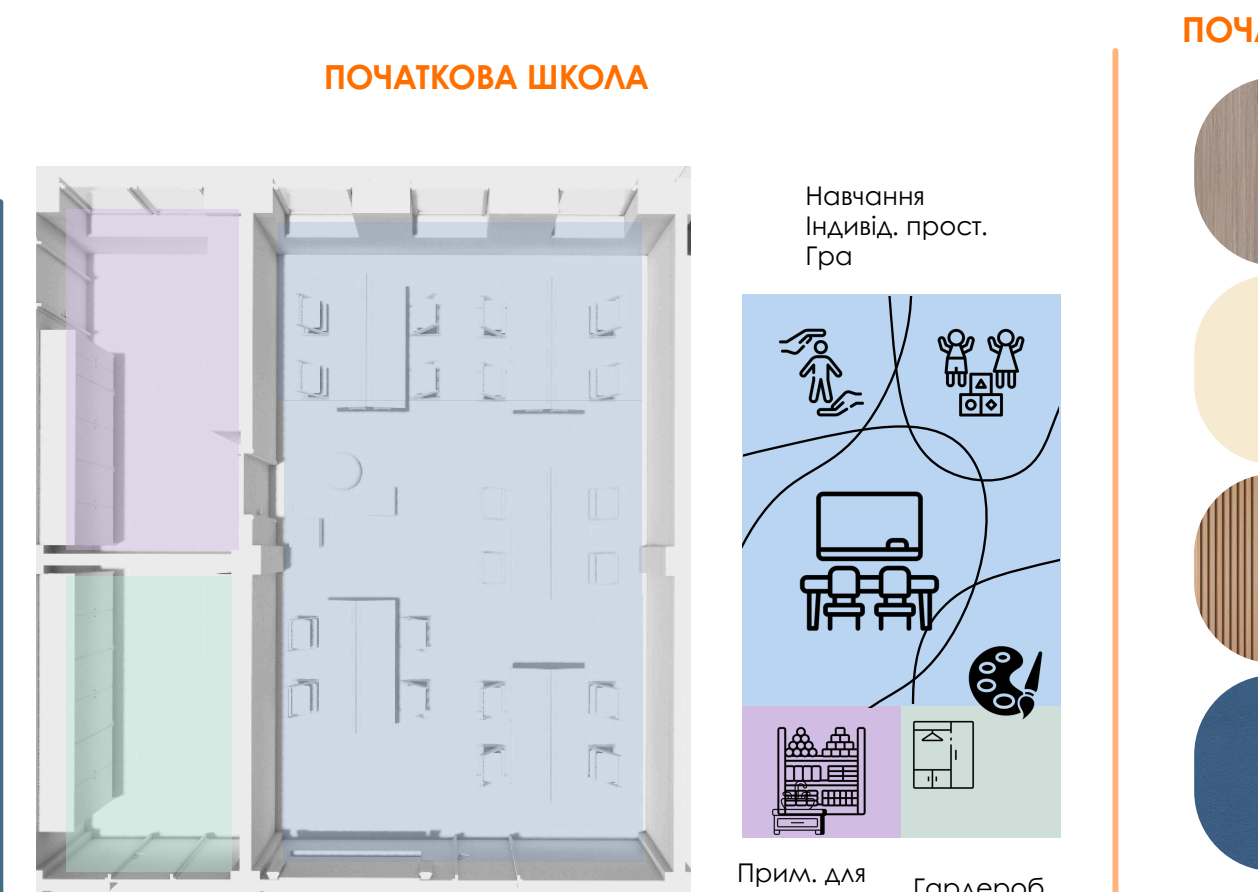 ПОЧАТКОВА ШКОЛА
Навчання
Індивід. прост.
Гра
Прим. для
Гардероб